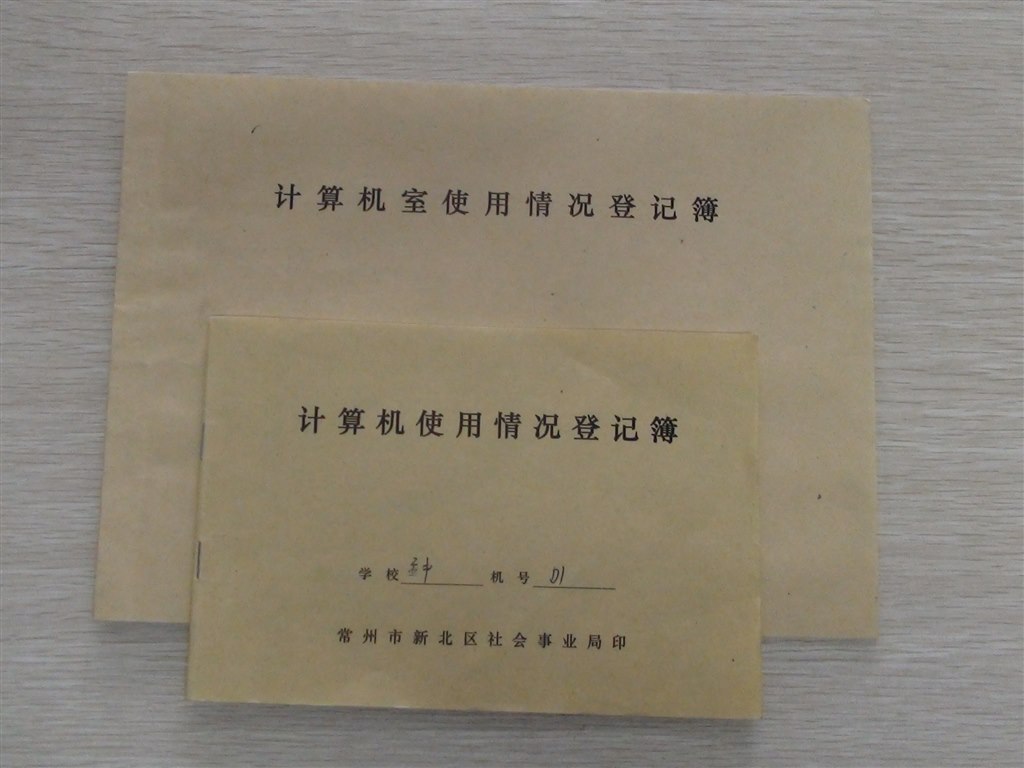 计算机室使用情况登记簿
计算机使用情况登记簿
学校 机号 01
常州市新北区社会事业局印